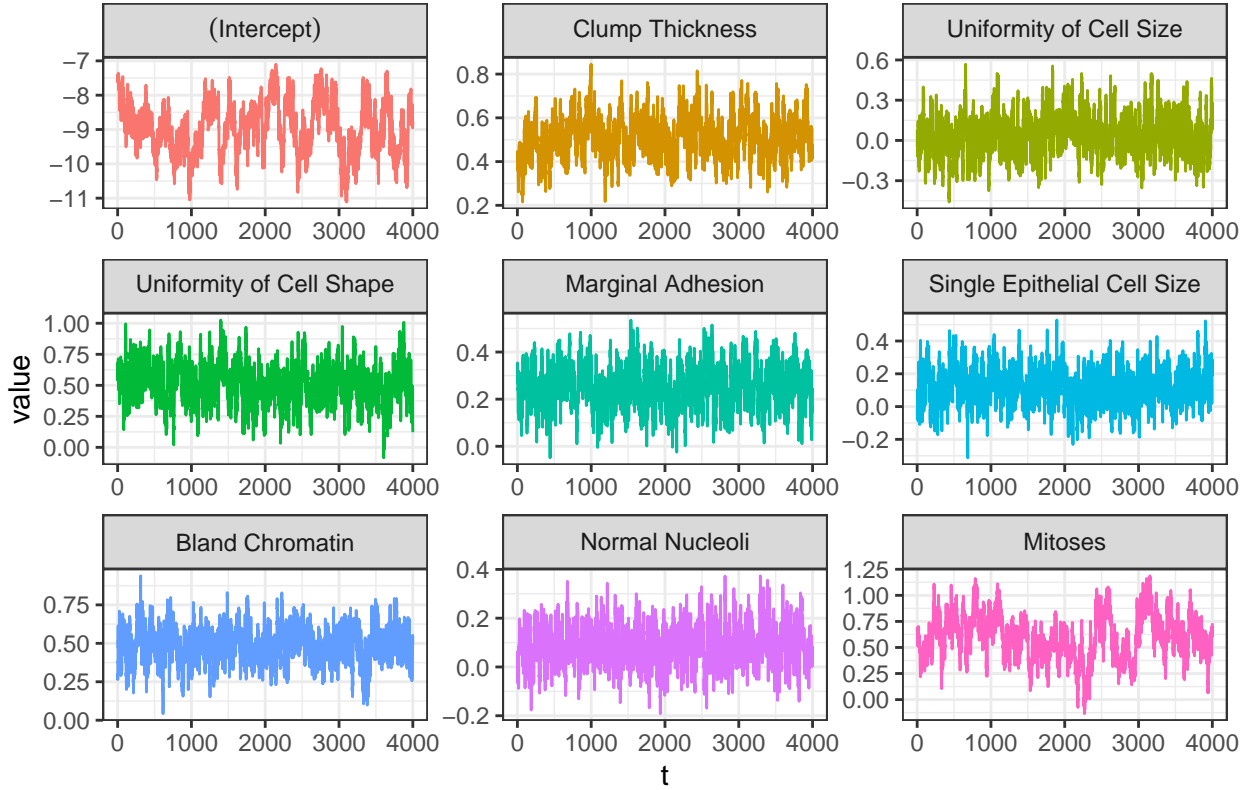 (Intercept)
Clump Thickness
Uniformity of Cell Size
−7
−8
−9
−10
−11
0.8
0.6
0.4
0.2
0.6
0.3
0.0
−0.3
0 1000 2000 3000 4000
0 1000 2000 3000 4000
0 1000 2000 3000 4000
Uniformity of Cell Shape
Marginal Adhesion
Single Epithelial Cell Size
value
1.00
0.75
0.50
0.25
0.00
0.4
0.2
0.0
0.4
0.2
0.0
−0.2
0 1000 2000 3000 4000
0 1000 2000 3000 4000
0 1000 2000 3000 4000
Bland Chromatin
Normal Nucleoli
Mitoses
0.75
0.50
0.25
0.00
0.4
0.2
0.0
−0.2
1.25
1.00
0.75
0.50
0.25
0.00
0 1000 2000 3000 4000
0 1000 2000 3000 4000
0 1000 2000 3000 4000
t